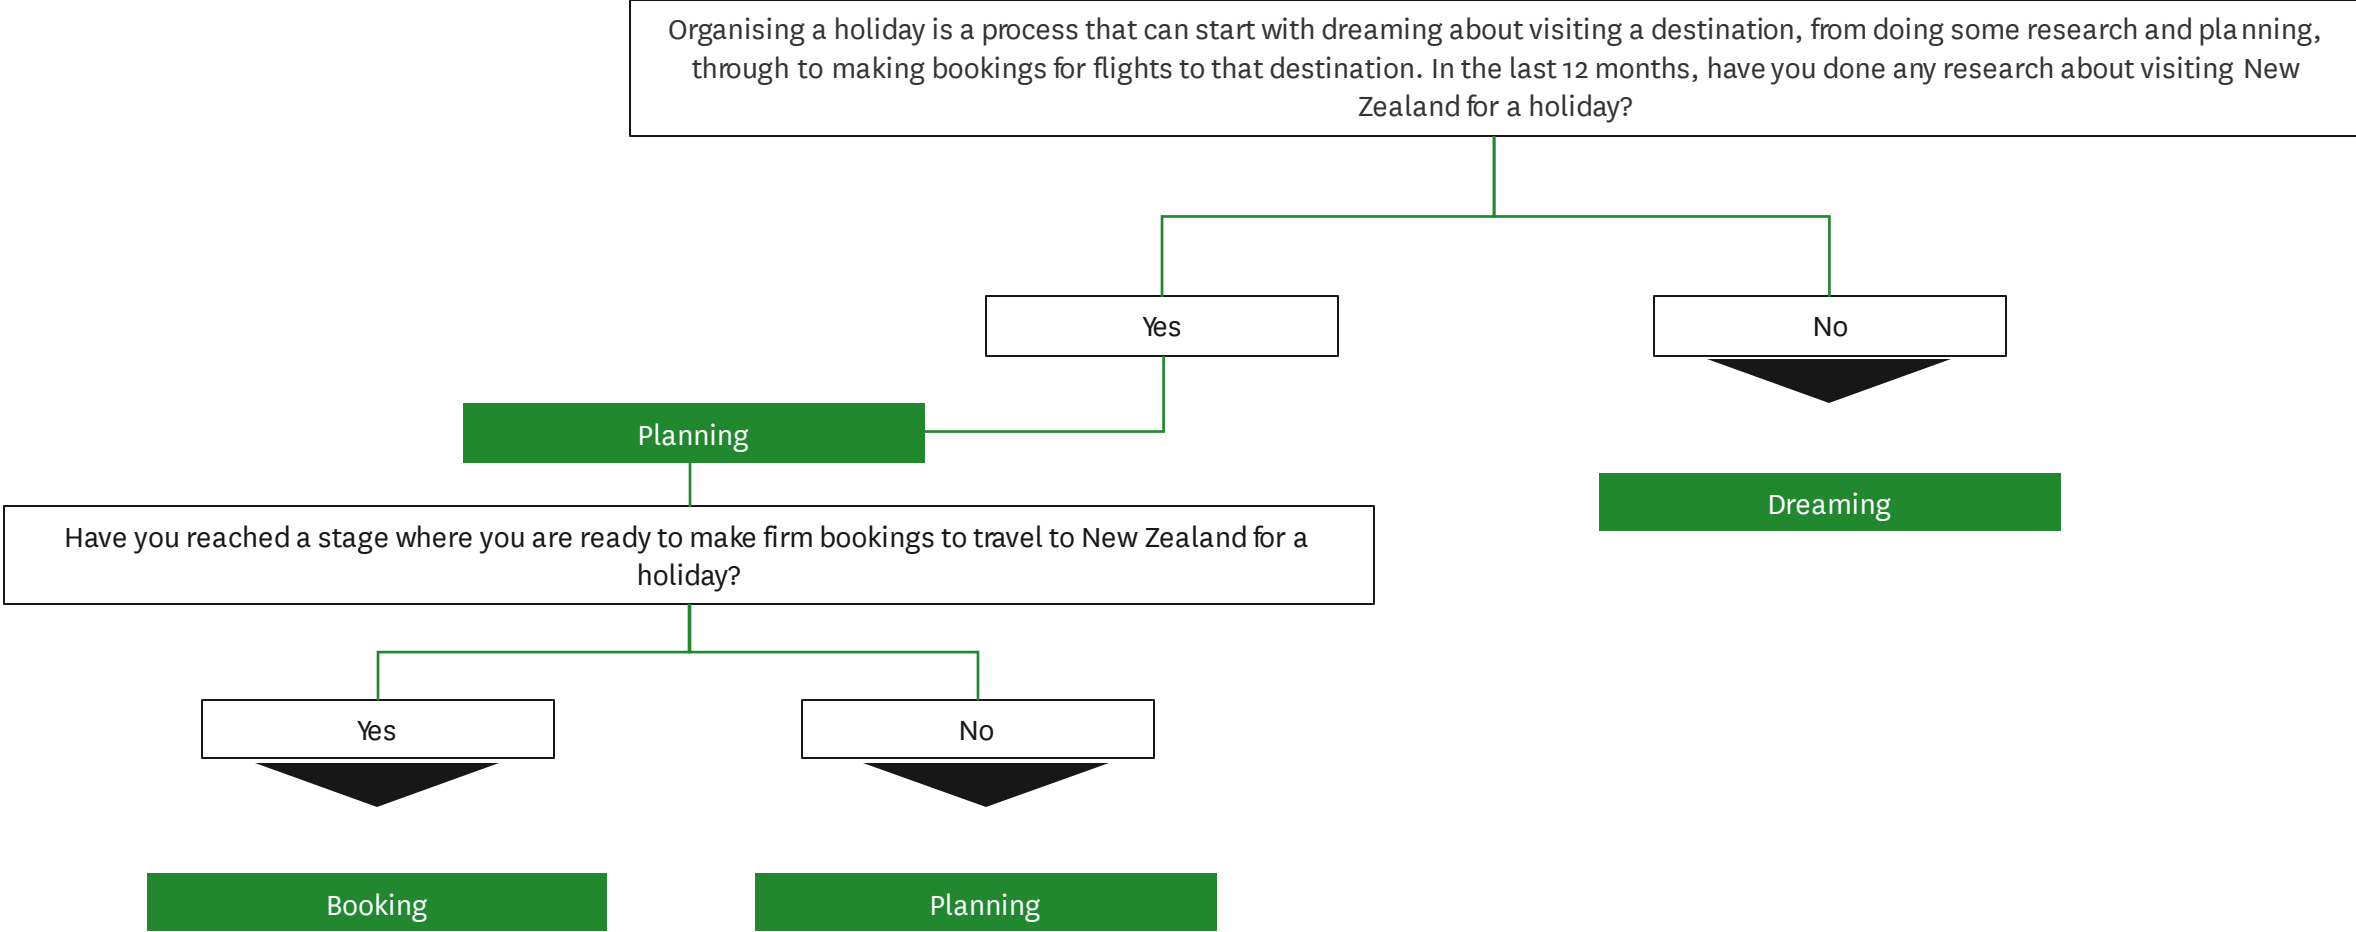 Organising a holiday is a process that can start with dreaming about visiting a destination, from doing some research and planning,
through to making bookings for flights to that destination. In the last 12 months, have you done any research about visiting New
Zealand for a holiday?
Yes
No
Planning
Dreaming
Have you reached a stage where you are ready to make firm bookings to travel to New Zealand for a
holiday?
Yes
No
Booking
Planning